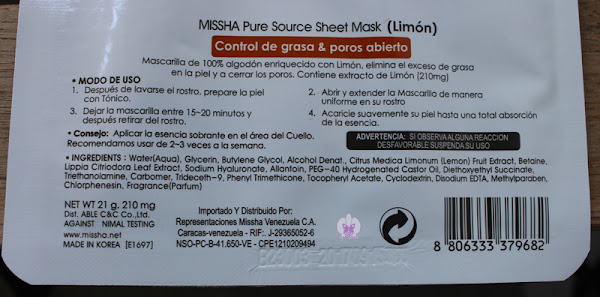 MISSHA Pure Source Sheet Mask (Limón)
Control de grasa & poros abierto
Mascarilla de 100% algodón enriquecido con Limón, elimina el exceso de grasa
en la piel y a cerrar los poros. Contiene extracto de Limón (210mg)
• MODO DE USO
1. Después de lavarse el rostro, prepare la piel
con Tónico.
2. Abrir y extender la Mascarilla de manera
uniforme en su rostro
3. Dejar la mascarilla entre 15~20 minutos y
después retirar del rostro.
4. Acaricie suavemente su piel hasta una total absorción
de la esencia.
• Consejo: Aplicar la esencia sobrante en el área del Cuello.
Recomendamos usar de 2~3 veces a la semana.
ADVERTENCIA: SI OBSERVA ALGUNA REACCION
DESFAVORABLE SUSPENDA SU USO
• INGREDIENTS : Water(Aqua), Glycerin, Butylene Glycol, Alcohol Denat., Citrus Medica Limonum (Lemon) Fruit Extract, Betaine,
Lippia Citriodora Leaf Extract, Sodium Hyaluronate, Allantoin, PEG-40 Hydrogenated Castor Oil, Diethoxyethyl Succinate,
Triethanolamine, Carbomer, Trideceth-9, Phenyl Trimethicone, Tocopheryl Acetate, Cyclodextrin, Disodium EDTA, Methylparaben,
Chlorphenesin, Fragrance(Parfum)
NET WT 21 g. 210 mg
Dist. ABLE C&C Co.,Ltd.
AGAINST NIMAL TESTING
www.missha.net
MADE IN KOREA [E1697]
Importado Y Distribuido Por:
Representaciones Missha Venezuela C.A.
Caracas-venezuela - RIF: J-29365052-6
NSO-PC-B-41.650-VE - CPE1210209494
8 806333 379682